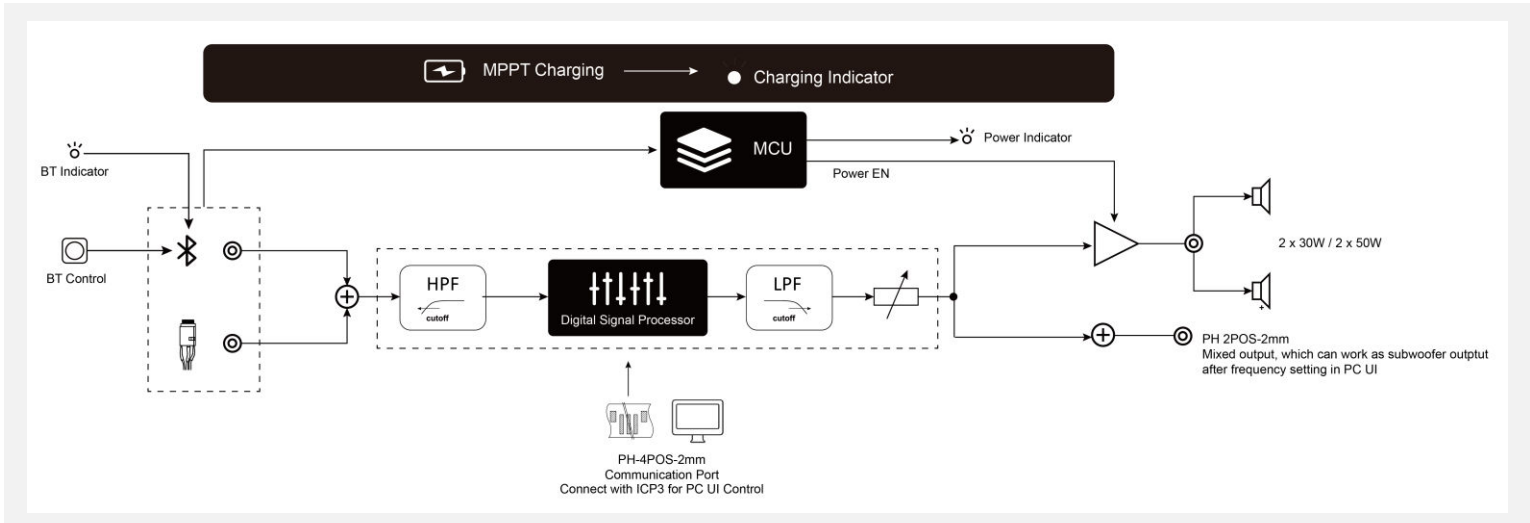 MPPT Charging
Charging Indicator
MCU
Power Indicator
Power EN
BT Indicator
BT Control
HPF
cutoff
Digital Signal Processor
LPF
cutoff
2 x 30W / 2 x 50W
PH 2POS-2mm
Mixed output, which can work as subwoofer outptut
after frequency setting in PC UI
PH-4POS-2mm
Communication Port
Connect with ICP3 for PC UI Control